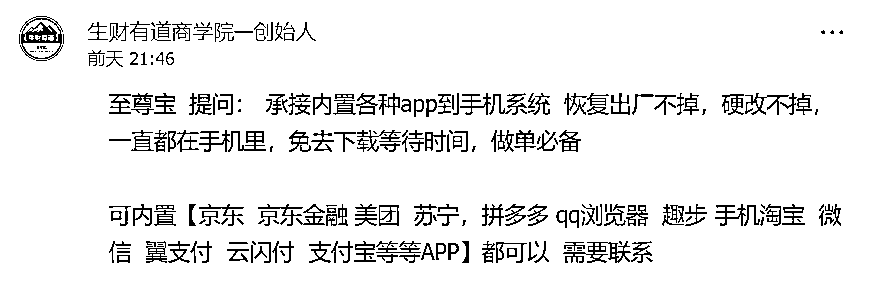 生财有道商学院—创始人
前天 21:46
至尊宝 提问： 承接内置各种app到手机系统 恢复出厂不掉，硬改不掉，
一直都在手机里，免去下载等待时间，做单必备
可内置【京东 京东金融 美团 苏宁，拼多多 qq浏览器 趣步 手机淘宝 微
信 翼支付 云闪付 支付宝等等APP】都可以 需要联系